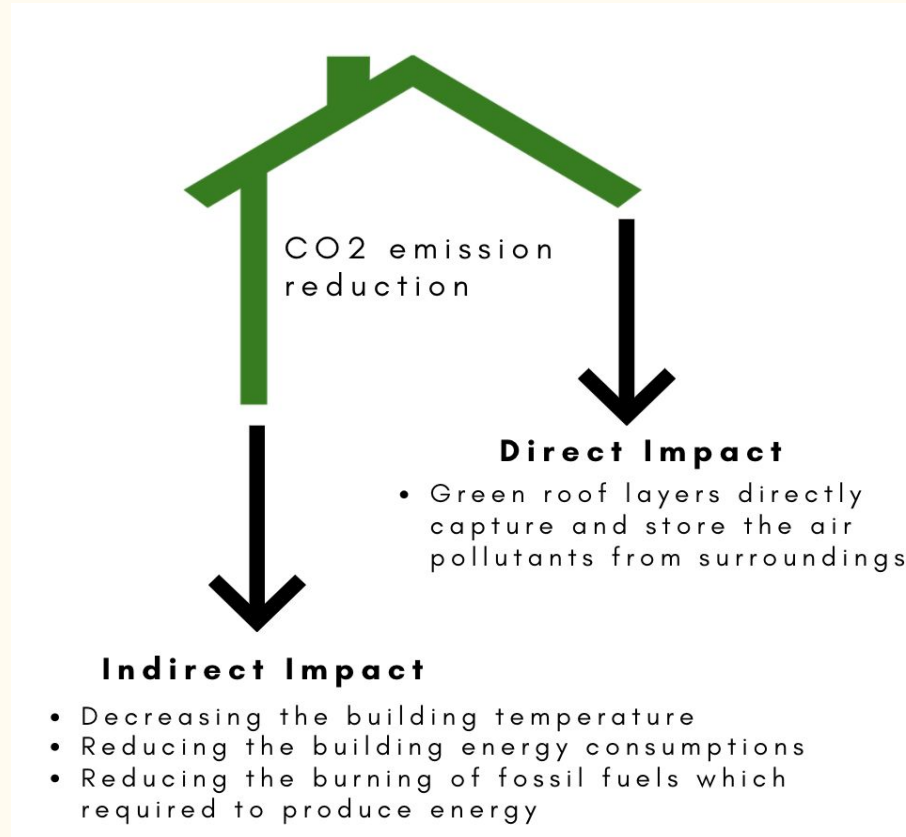 CO2 emission
reduction
Direct Impact
• Green roof layers directly
capture and store the air
pollutants from surroundings
Indirect Impact
• Decreasing the building temperature
• Reducing the building energy consumptions
• Reducing the burning of fossil fuels which
required to produce energy